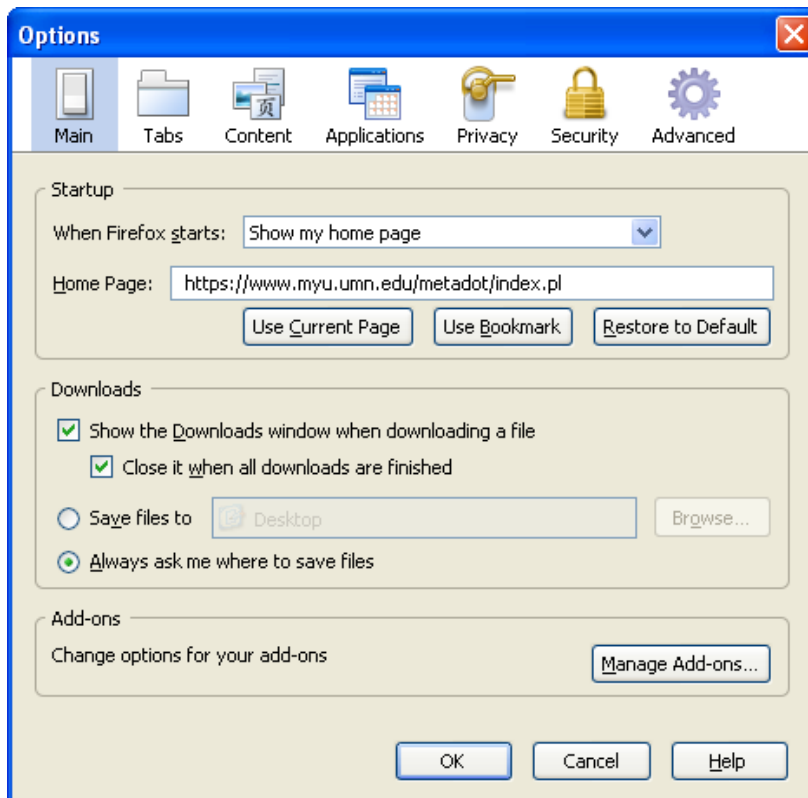 Options
Main Tabs Content Applications Privacy Security Advanced
页
Startup
When Firefox starts: Show my home page
Home Page: https://www.myu.umn.edu/metadot/index.pl
Use Current Page Use Bookmark Restore to Default
Downloads
Show the Downloads window when downloading a file
Close it when all downloads are finished
Save files to Desktop Browse...
Always ask me where to save files
Add-ons
Change options for your add-ons
Manage Add-ons...
OK Cancel Help